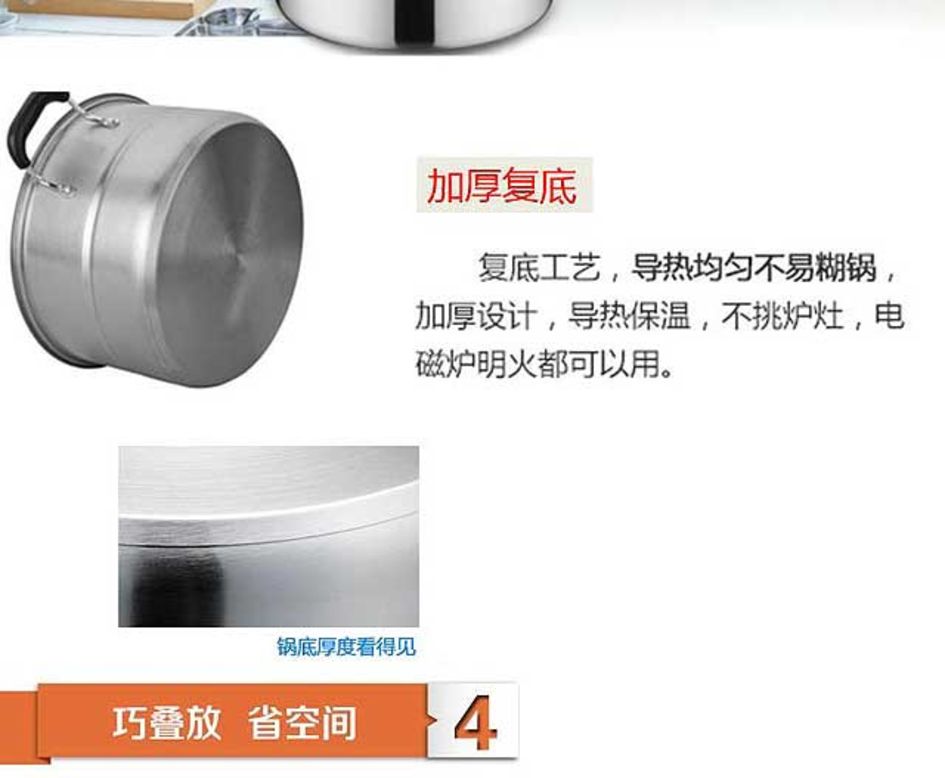 加厚复底
复底工艺，导热均匀不易糊锅，
加厚设计，导热保温，不挑炉灶，电
磁炉明火都可以用。
锅底厚度看得见
巧叠放 省空间
4